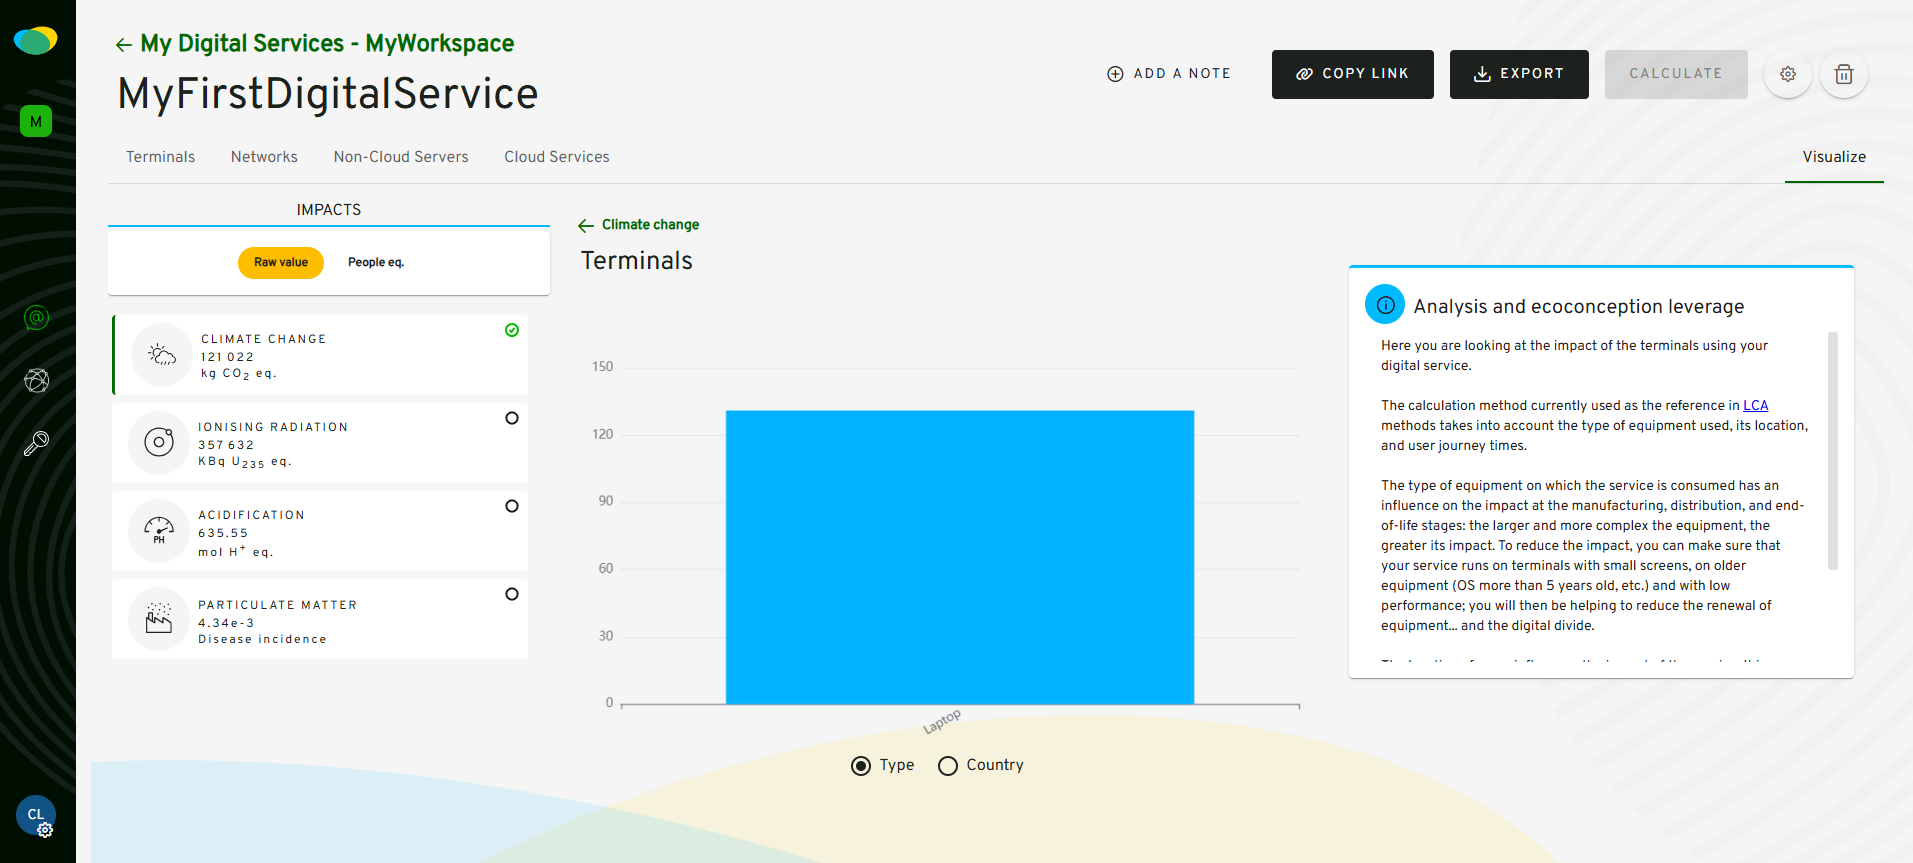 My Digital Services - MyWorkspace
MyFirstDigitalService
ADD A NOTE
COPY LINK
EXPORT
CALCULATE
M
Terminals
Networks
Non-Cloud Servers
Cloud Services
Visualize
IMPACTS
Raw value
People eq.
CLIMATE CHANGE
121 022
kg CO2 eq.
IONISING RADIATION
357 632
KBq U235 eq.
PH
ACIDIFICATION
635.55
mol H+ eq.
PARTICULATE MATTER
4.34e-3
Disease incidence
Climate change
Terminals
150
120
90
60
30
0
Laptop
Type
Country
Analysis and ecoconception leverage
Here you are looking at the impact of the terminals using your
digital service.
The calculation method currently used as the reference in LCA
methods takes into account the type of equipment used, its location,
and user journey times.
The type of equipment on which the service is consumed has an
influence on the impact at the manufacturing, distribution, and end-
of-life stages: the larger and more complex the equipment, the
greater its impact. To reduce the impact, you can make sure that
your service runs on terminals with small screens, on older
equipment (OS more than 5 years old, etc.) and with low
performance; you will then be helping to reduce the renewal of
equipment... and the digital divide.
CL